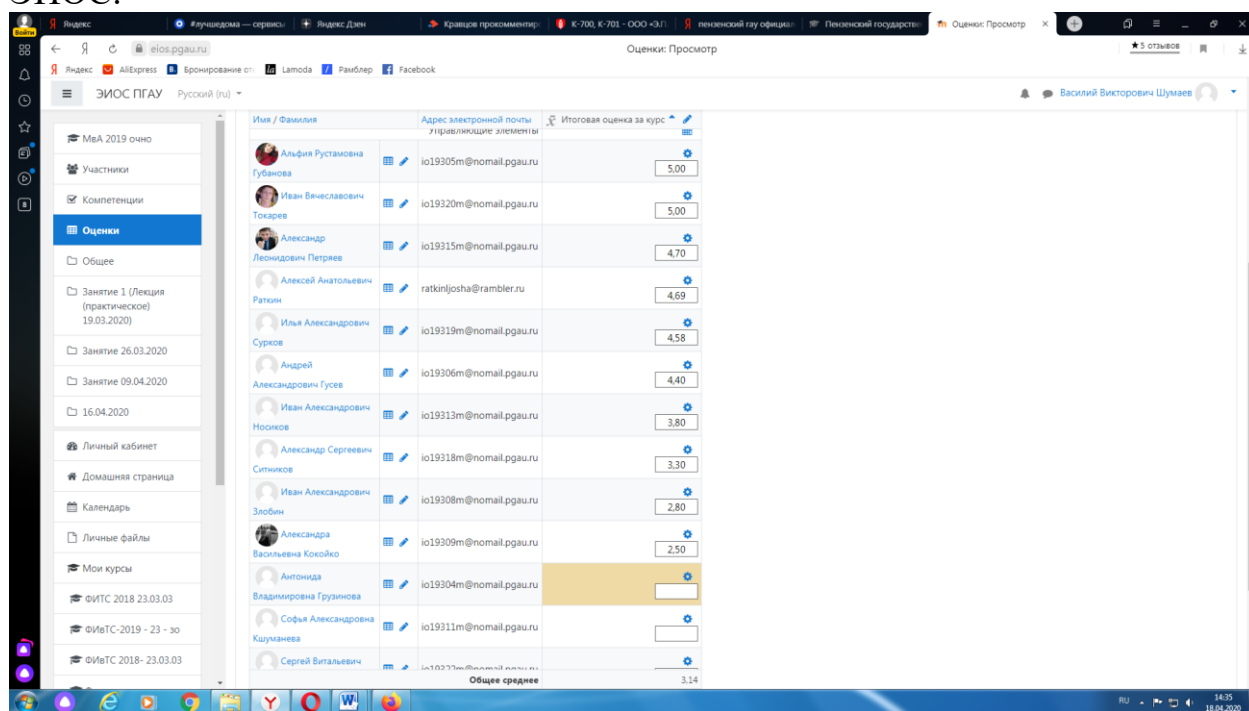 ЭИОС.
Войти
Яндекс
#лучшедома — сервисы
Яндекс.Дзен
Кравцов прокомментиро
К-700, К-701 - ООО «ЭЛ
пензенский гау официал
Пензенский государстве
Оценки: Просмотр
eios.pgau.ru
Оценки: Просмотр
5 отзывов
Яндекс
AliExpress
Бронирование оте
Lamoda
Рамблер
Facebook
ЭИОС ПГАУ
Русский (ru)
Василий Викторович Шумаев
МвА 2019 очно
Участники
Компетенции
Оценки
Общее
Занятие 1 (Лекция
(практическое)
19.03.2020)
Занятие 26.03.2020
Занятие 09.04.2020
16.04.2020
Личный кабинет
Домашняя страница
Календарь
Личные файлы
Мои курсы
ФИТС 2018 23.03.03
ФИвТС-2019 - 23 - зо
ФИвТС 2018- 23.03.03
Имя / Фамилия
Адрес электронной почты
Итоговая оценка за курс
Управляющие элементы
Альфия Рустамовна
Губанова
io19305m@nomail.pgau.ru
5,00
Иван Вячеславович
Токарев
io19320m@nomail.pgau.ru
5,00
Александр
Леонидович Петряев
io19315m@nomail.pgau.ru
4,70
Алексей Анатольевич
Раткин
ratkinljosha@rambler.ru
4,69
Илья Александрович
Сурков
io19319m@nomail.pgau.ru
4,58
Андрей
Александрович Гусев
io19306m@nomail.pgau.ru
4,40
Иван Александрович
Носиков
io19313m@nomail.pgau.ru
3,80
Александр Сергеевич
Ситников
io19318m@nomail.pgau.ru
3,30
Иван Александрович
Злобин
io19308m@nomail.pgau.ru
2,80
Александра
Васильевна Кокойко
io19309m@nomail.pgau.ru
2,50
Антонида
Владимировна Грузинова
io19304m@nomail.pgau.ru
Софья Александровна
Кшуманева
io19311m@nomail.pgau.ru
Сергей Витальевич
io19322m@nomail.pgau.ru
Общее среднее
3,14
RU
14:35
18.04.2020